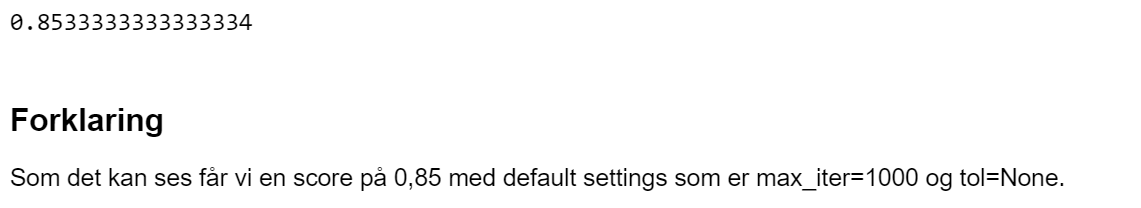 0.8533333333333334
Forklaring
Som det kan ses får vi en score på 0,85 med default settings som er max_iter=1000 og tol=None.